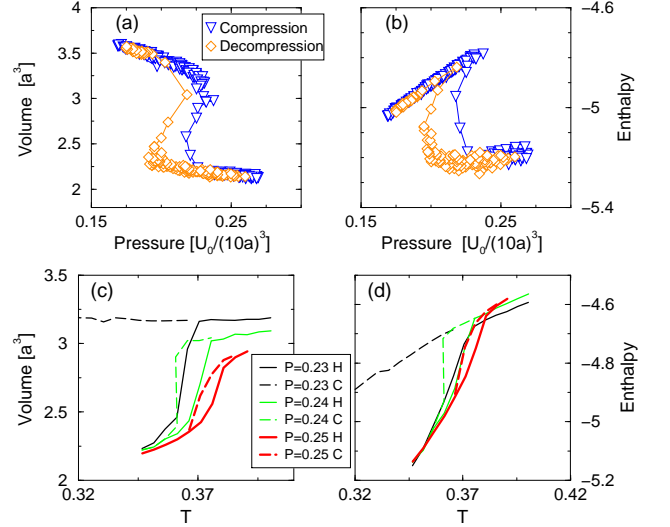 (a)
Compression
Decompression
(b)
4
3.5
3
2.5
2
Volume [a³]
−4.6
−5
−5.4
Enthalpy
0.15
0.25
0.15
0.25
Pressure [U₀/(10a)³]
Pressure [U₀/(10a)³]
(c)
(d)
3.5
3
2.5
2
Volume [a³]
−4.6
−4.8
−5
−5.2
Enthalpy
P=0.23 H
P=0.23 C
P=0.24 H
P=0.24 C
P=0.25 H
P=0.25 C
0.32
0.37
0.32
0.37
0.42
T
T